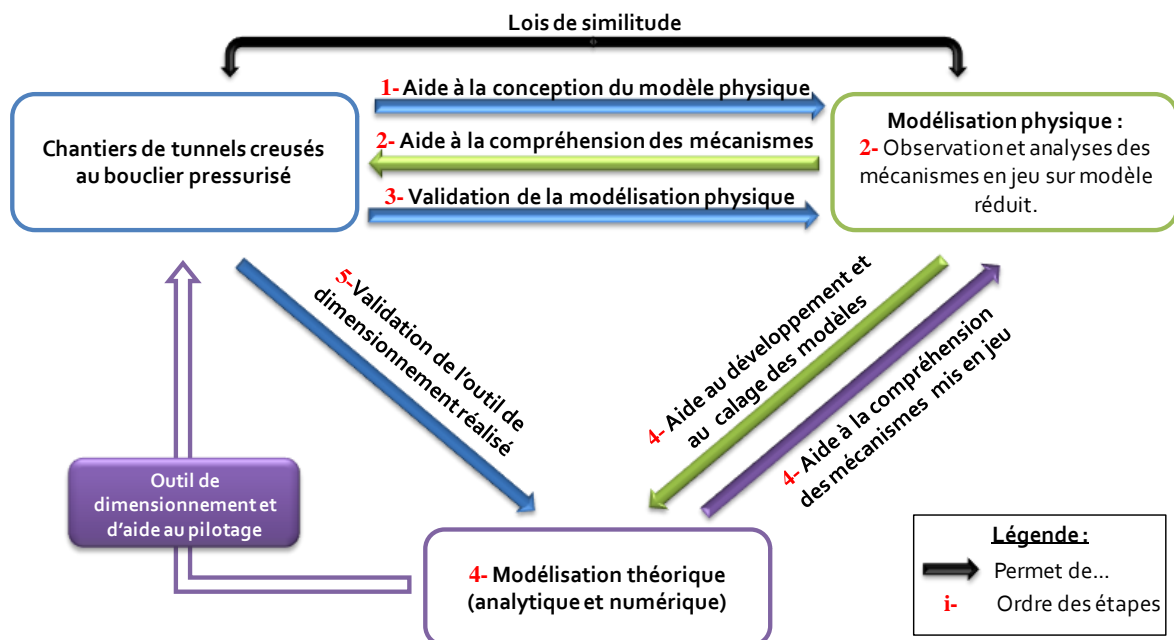 Lois de similitude
1- Aide à la conception du modèle physique
2- Aide à la compréhension des mécanismes
3- Validation de la modélisation physique
Chantiers de tunnels creusés
au bouclier pressurisé
Modélisation physique :
2- Observation et analyses des
mécanismes en jeu sur modèle
réduit.
5-Validation de l'outil de
dimensionnement
réalisé
4- Aide au développement et
au calage des modèles
4- Aide à la compréhension
des mécanismes mis en jeu
Outil de
dimensionnement et
d'aide au pilotage
4- Modélisation théorique
(analytique et numérique)
Légende :
Permet de...
i- Ordre des étapes